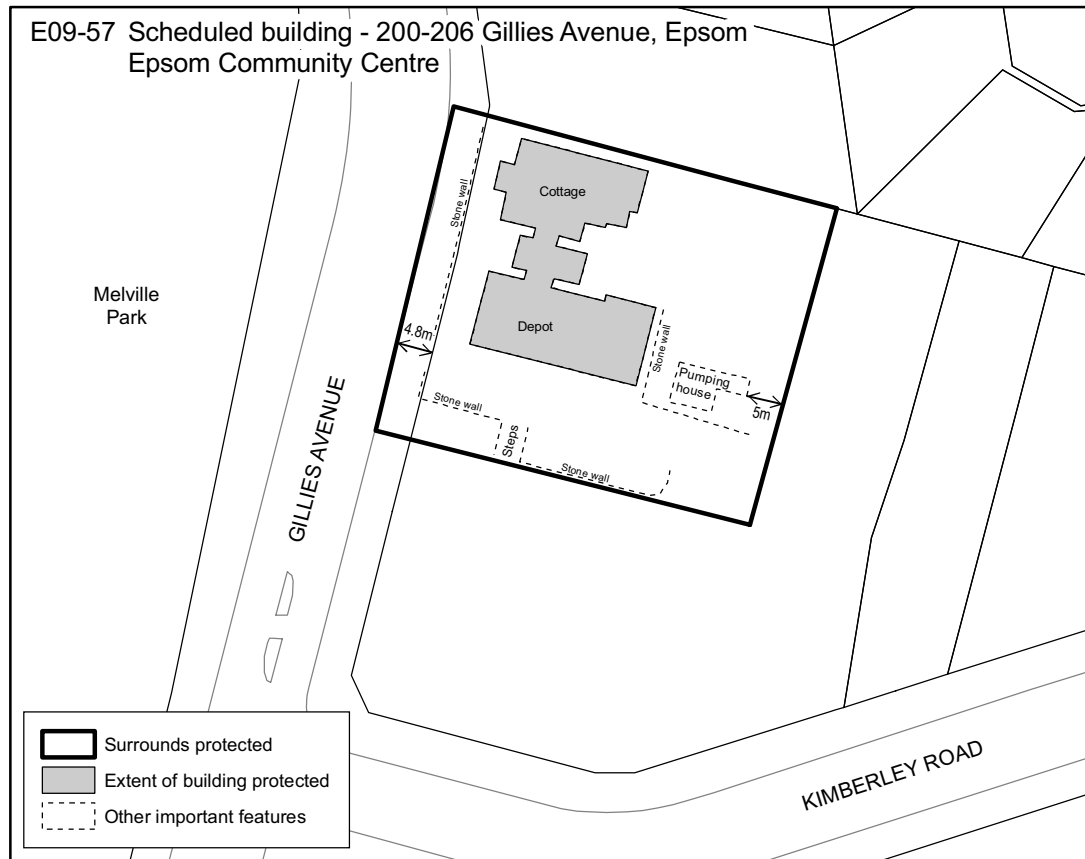 E09-57 Scheduled building - 200-206 Gillies Avenue, Epsom
Epsom Community Centre
Cottage
Stone wall
Melville
Park
Depot
4.8m
Stone wall
Pumping
house
5m
Stone wall
Steps
Stone wall
GILLIES AVENUE
KIMBERLEY ROAD
Surrounds protected
Extent of building protected
Other important features